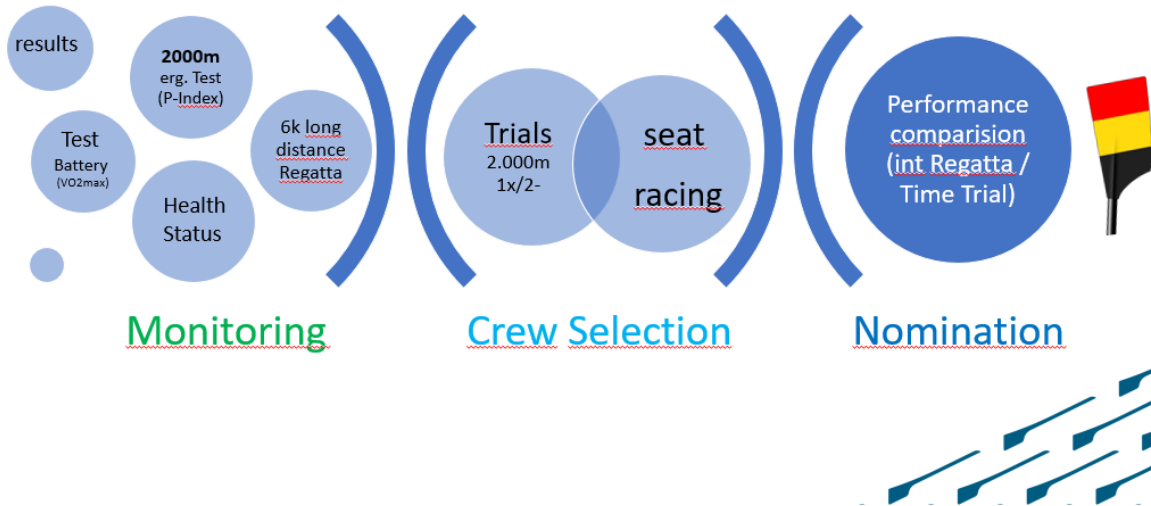 results
2000m
erg. Test
(P-Index)
Test
Battery
(VO2max)
Health
Status
6k long
distance
Regatta
Trials
2.000m
1x/2-
seat
racing
Performance
comparision
(int Regatta /
Time Trial)
Monitoring
Crew Selection
Nomination